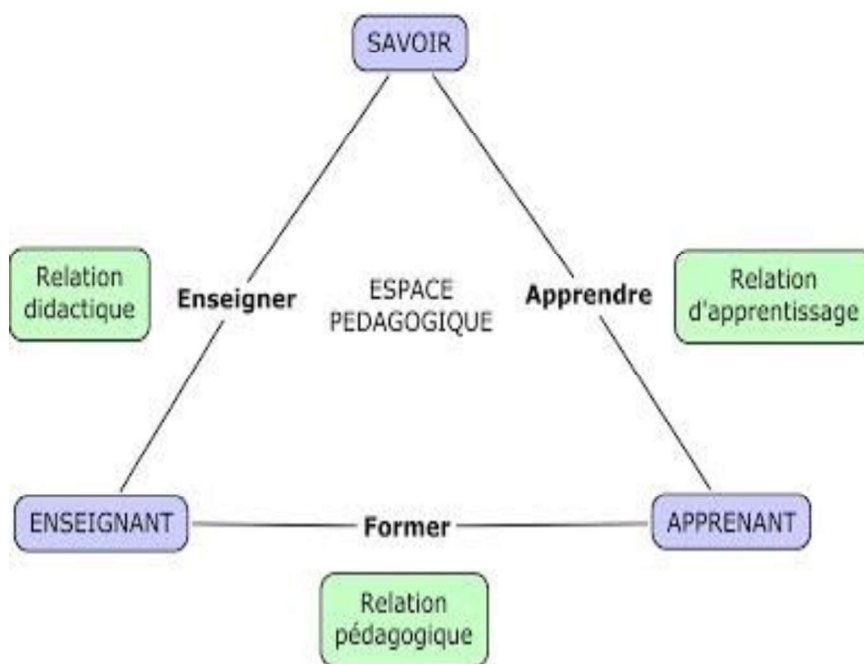 SAVOIR
Relation
didactique
Enseigner
ESPACE
PEDAGOGIQUE
Apprendre
Relation
d'apprentissage
ENSEIGNANT
Former
APPRENANT
Relation
pédagogique